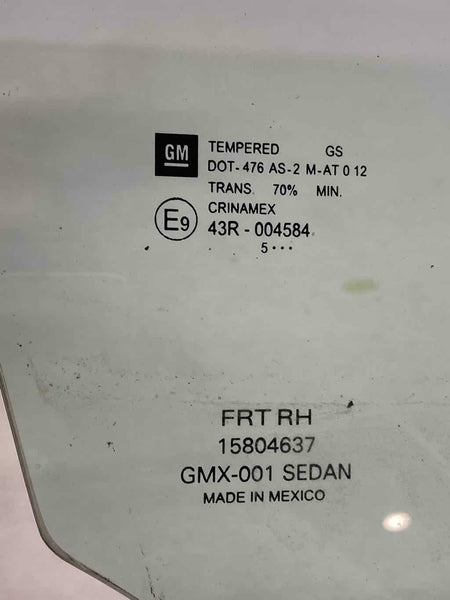 GM
TEMPERED GS
DOT-476 AS-2 M-AT 0 12
TRANS. 70% MIN.
CRINAMEX
E9
43R - 004584
5 •••
FRT RH
15804637
GMX-001 SEDAN
MADE IN MEXICO